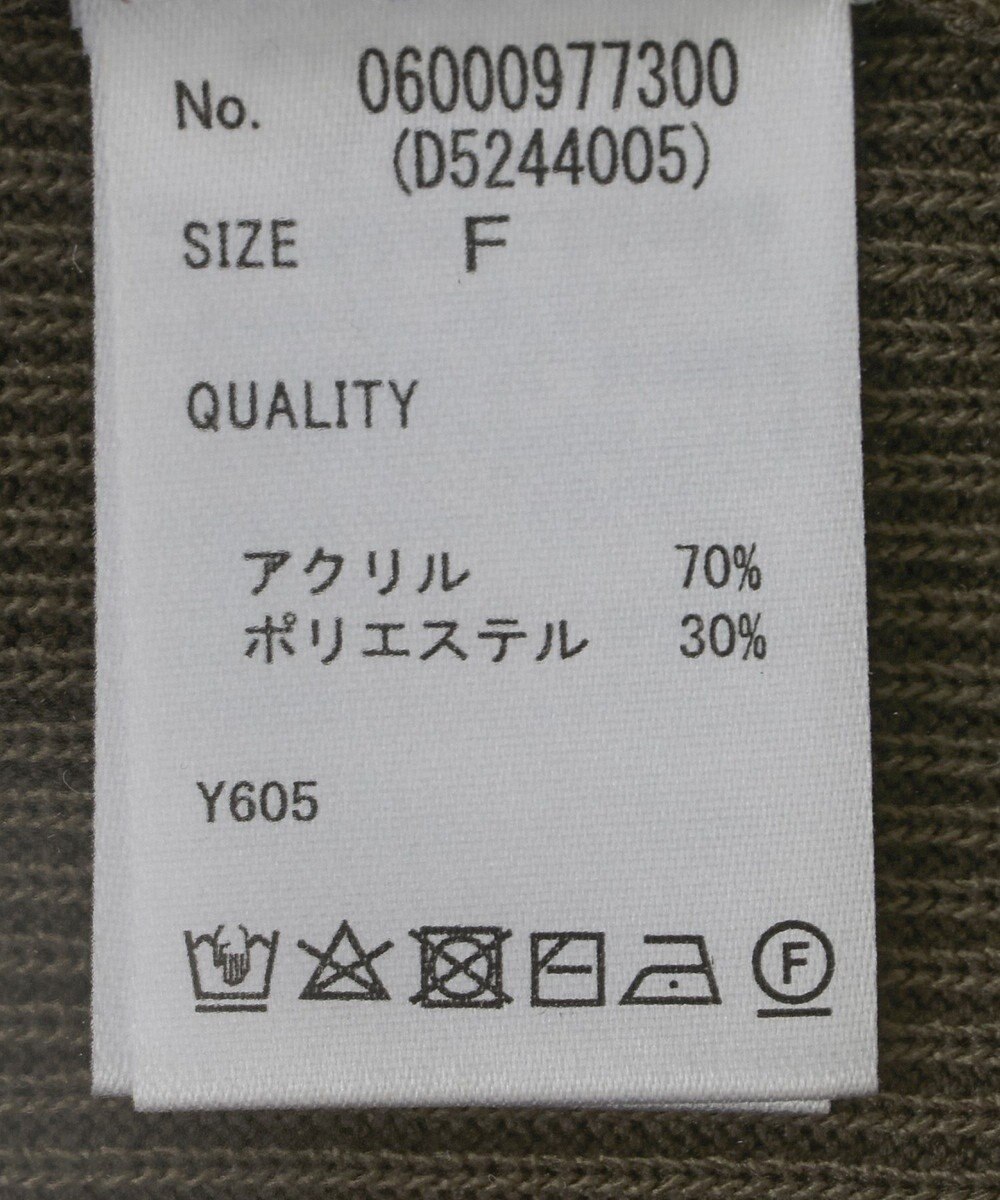 No. 06000977300
(D5244005)
SIZE F
QUALITY
アクリル 70%
ポリエステル 30%
Y605
F